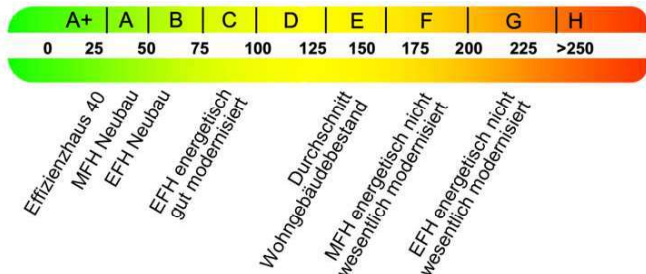 A+ A B C D E F G H
0 25 50 75 100 125 150 175 200 225 >250
Effizienzhaus 40
MFH Neubau
EFH Neubau
EFH energetisch
gut modernisiert
Durchschnitt
Wohngebäudebestand
MFH energetisch nicht
wesentlich modernisiert
EFH energetisch nicht
wesentlich modernisiert